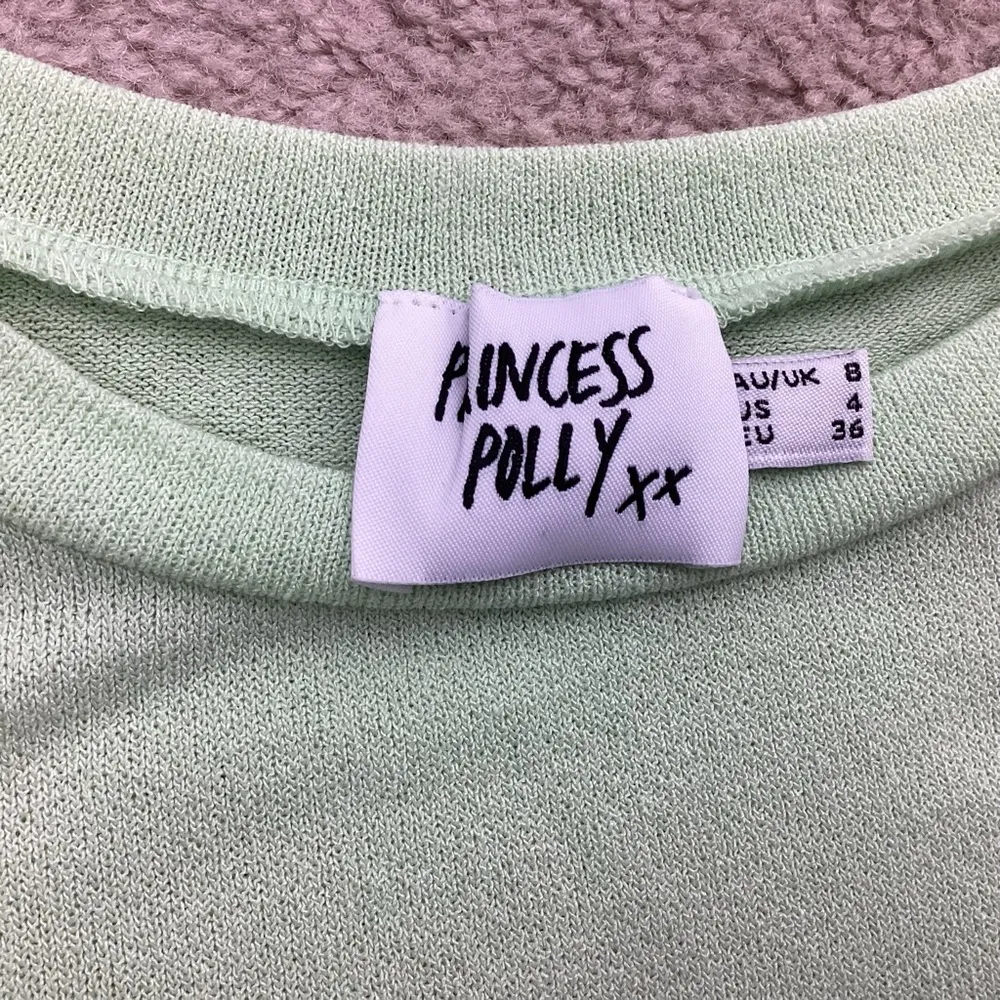 PRINCESS
POLLY xx
AU/UK 8
US 4
EU 36